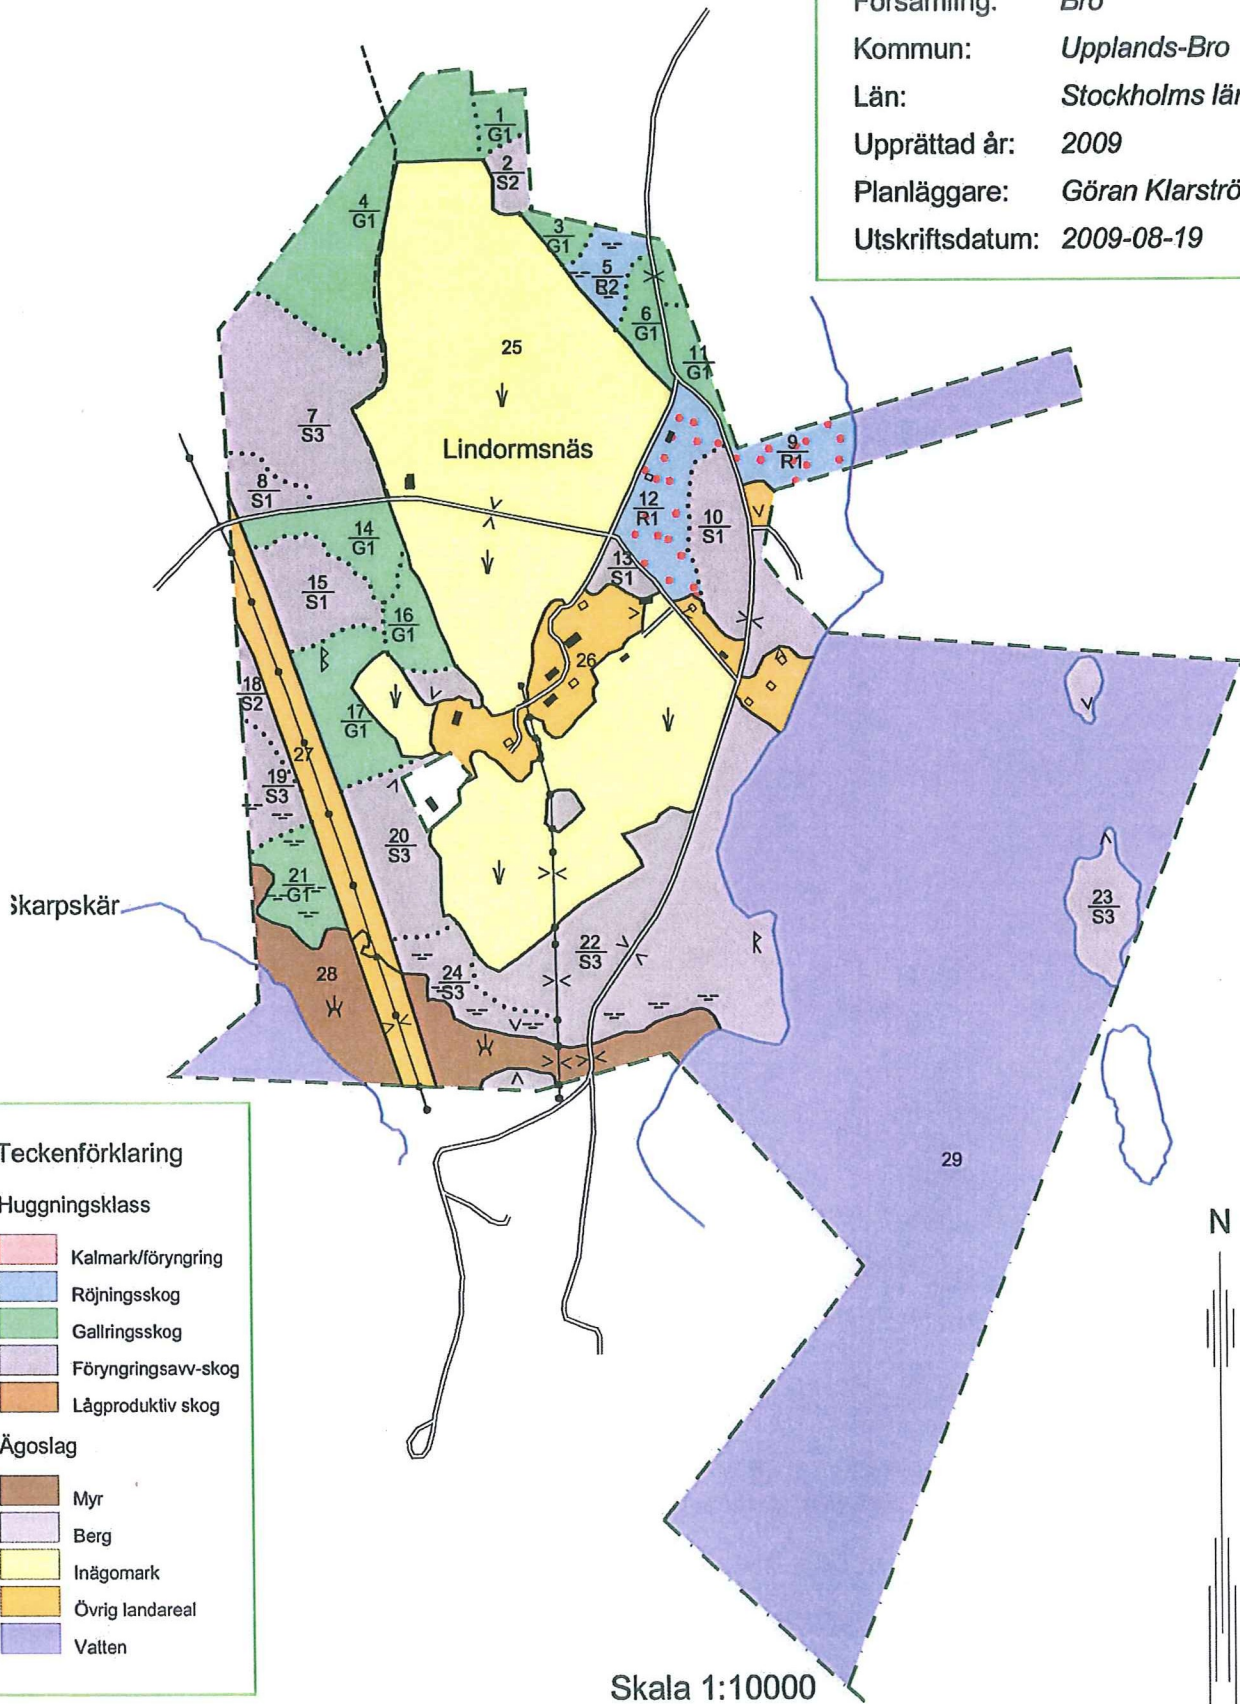 Församling: Bro
Kommun: Upplands-Bro
Län: Stockholms
Upprättad år: 2009
Planläggare: Göran
Utskriftsdatum: 2009-08-19
1
G1
2
S2
4
G1
3
G1
5
R2
6
G1
25
11
G1
7
S3
Lindormsnäs
9
R1
8
S1
12
R1
10
S1
14
G1
13
S1
15
S1
16
G1
26
18
S2
17
G1
27
19
S3
20
S3
21
G1
23
S3
Skarpskär
22
S3
28
24
S3
29
Teckenförklaring
Huggningsklass
Kalmark/föryngring
Röjningsskog
Gallringsskog
Föryngringsavv-skog
Lågproduktiv skog
Ägoslag
Myr
Berg
Inägomark
Övrig landareal
Vatten
N
Skala 1:10000